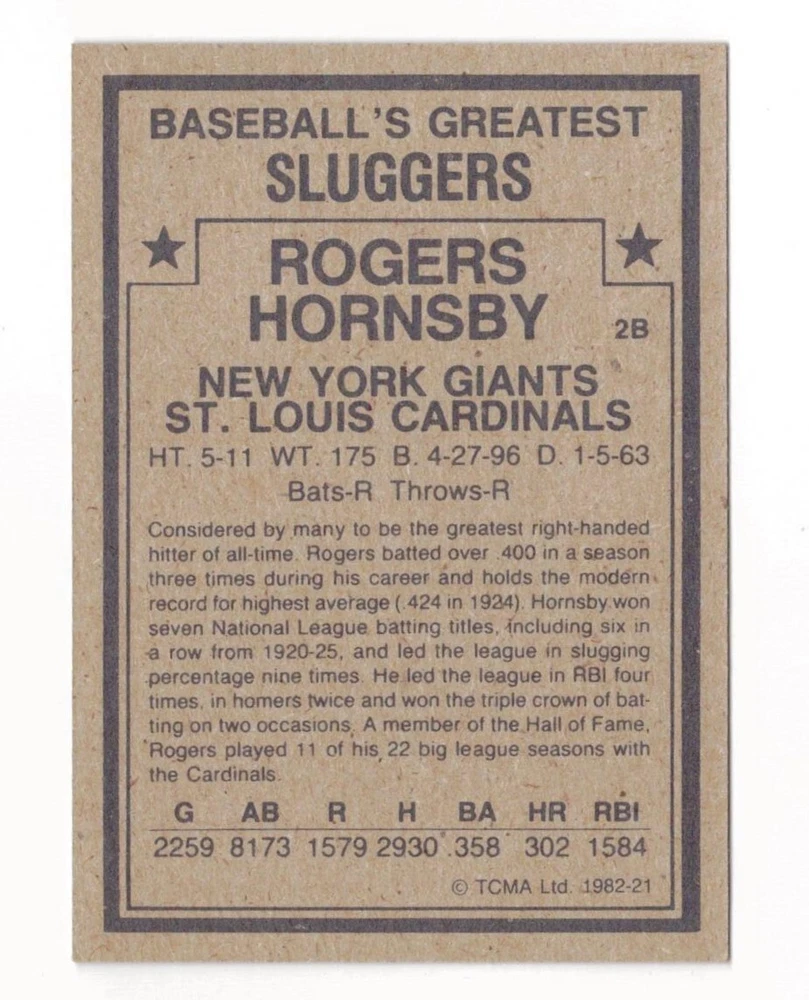 BASEBALL'S GREATEST
SLUGGERS
ROGERS
HORNSBY 2B
NEW YORK GIANTS
ST. LOUIS CARDINALS
HT. 5-11 WT. 175 B. 4-27-96 D. 1-5-63
Bats-R Throws-R
Considered by many to be the greatest right-handed
hitter of all-time. Rogers batted over .400 in a season
three times during his career and holds the modern
record for highest average (.424 in 1924). Hornsby won
seven National League batting titles, including six in
a row from 1920-25, and led the league in slugging
percentage nine times. He led the league in RBI four
times, in homers twice and won the triple crown of bat-
ting on two occasions. A member of the Hall of Fame,
Rogers played 11 of his 22 big league seasons with
the Cardinals.
G AB R H BA HR RBI
2259 8173 1579 2930 .358 302 1584
© TCMA Ltd. 1982-21